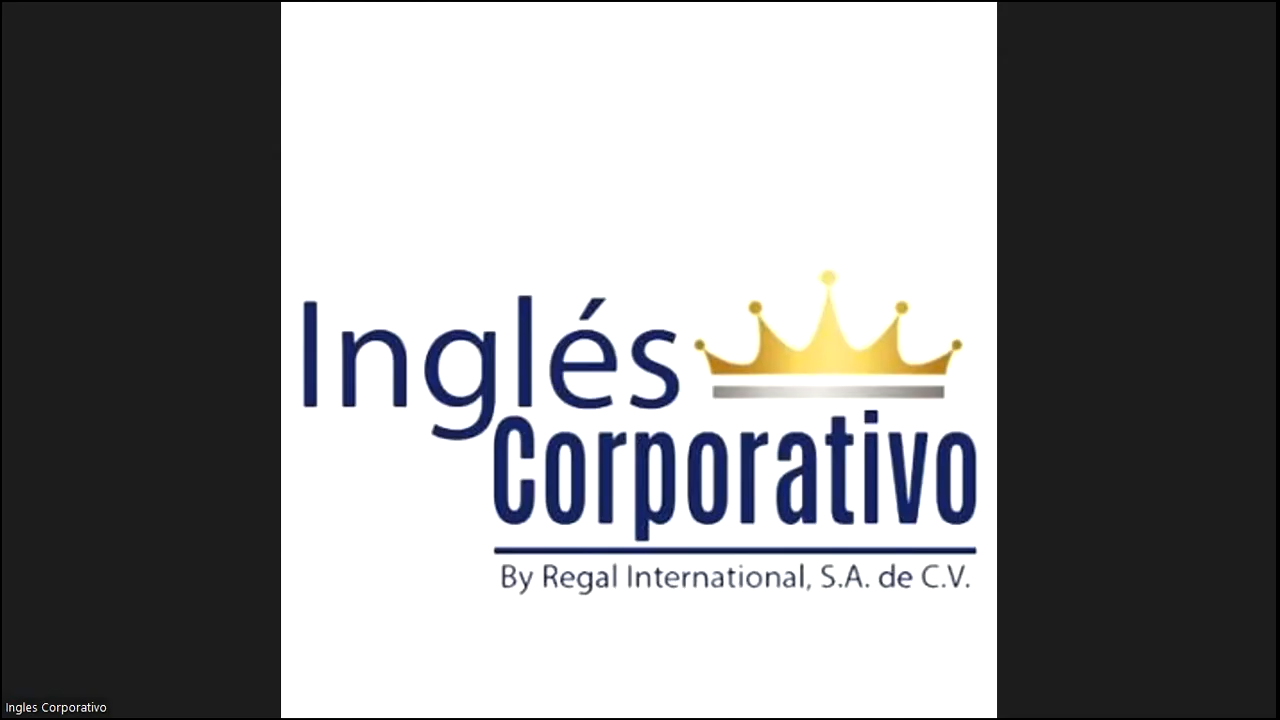 Inglés
Corporativo
By Regal International, S.A. de C.V.
Ingles Corporativo